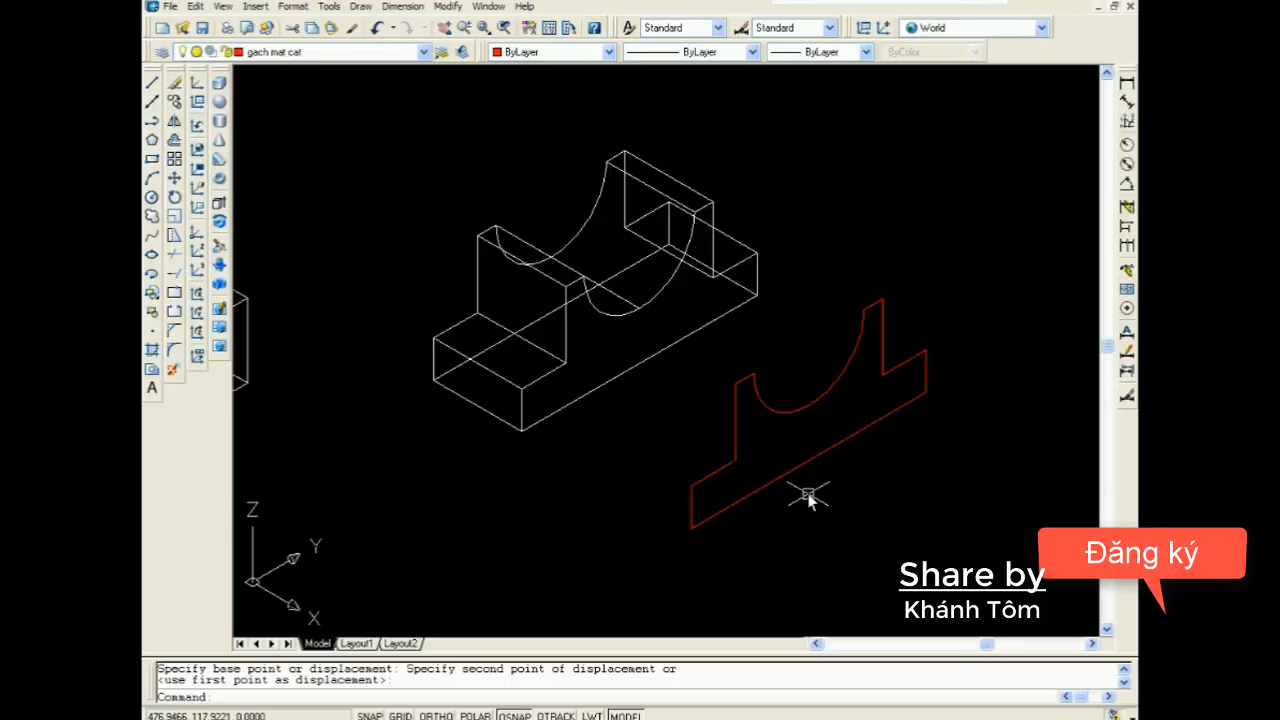 File Edit View Insert Format Tools Draw Dimension Modify Window Help
Standard Standard World
gach mat cat ByLayer ByLayer ByLayer ByColor
Z
Y
X
Đăng ký
Share by
Khánh Tôm
Model Layout1 Layout2
Specify base point or displacement: Specify second point of displacement or
<use first point as displacement>:
Command:
476.9466, 117.9221, 0.0000 SNAP GRID ORTHO POLAR OSNAP OTRACK LWT MODEL